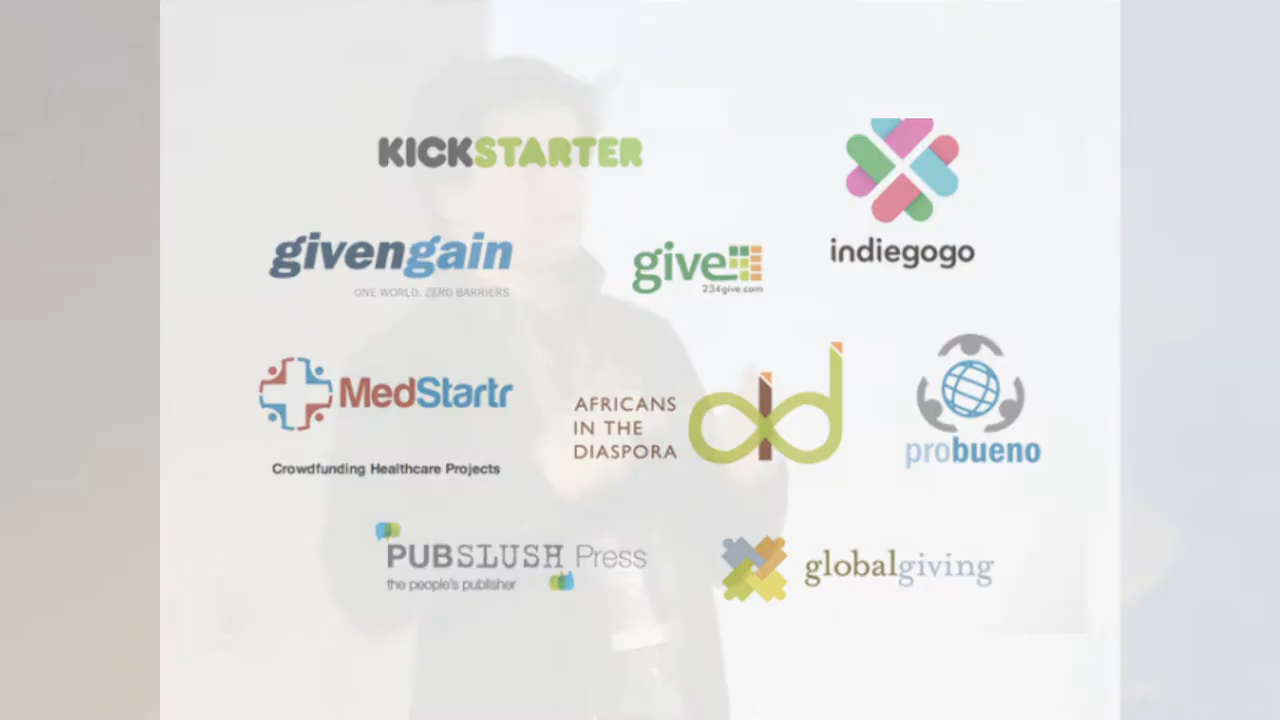 KICKSTARTER
indiegogo
givengain
ONE WORLD. ZERO BARRIERS
give
234give.com
MedStartr
Crowdfunding Healthcare Projects
AFRICANS
IN THE
DIASPORA
aid
probueno
PUBSLUSH Press
the people's publisher
globalgiving